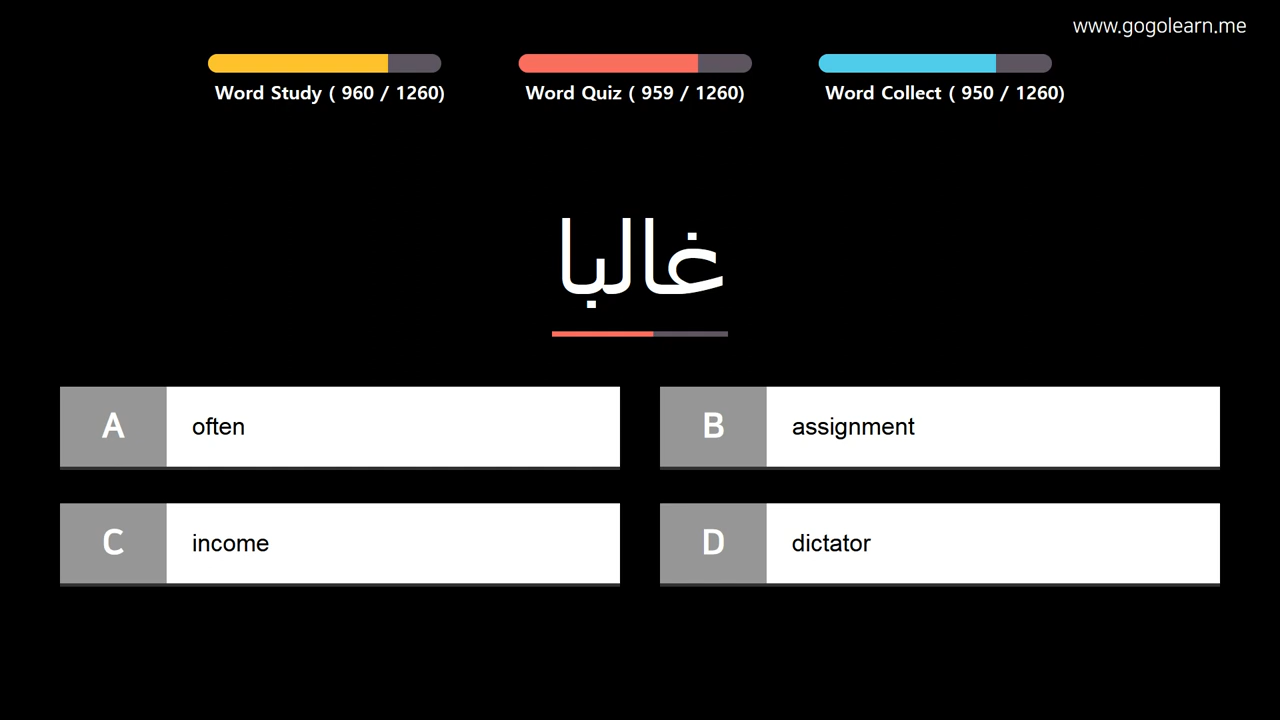 www.gogolearn.me
Word Study ( 960 / 1260)
Word Quiz ( 959 / 1260)
Word Collect ( 950 / 1260)
غالبا
A often
B assignment
C income
D dictator